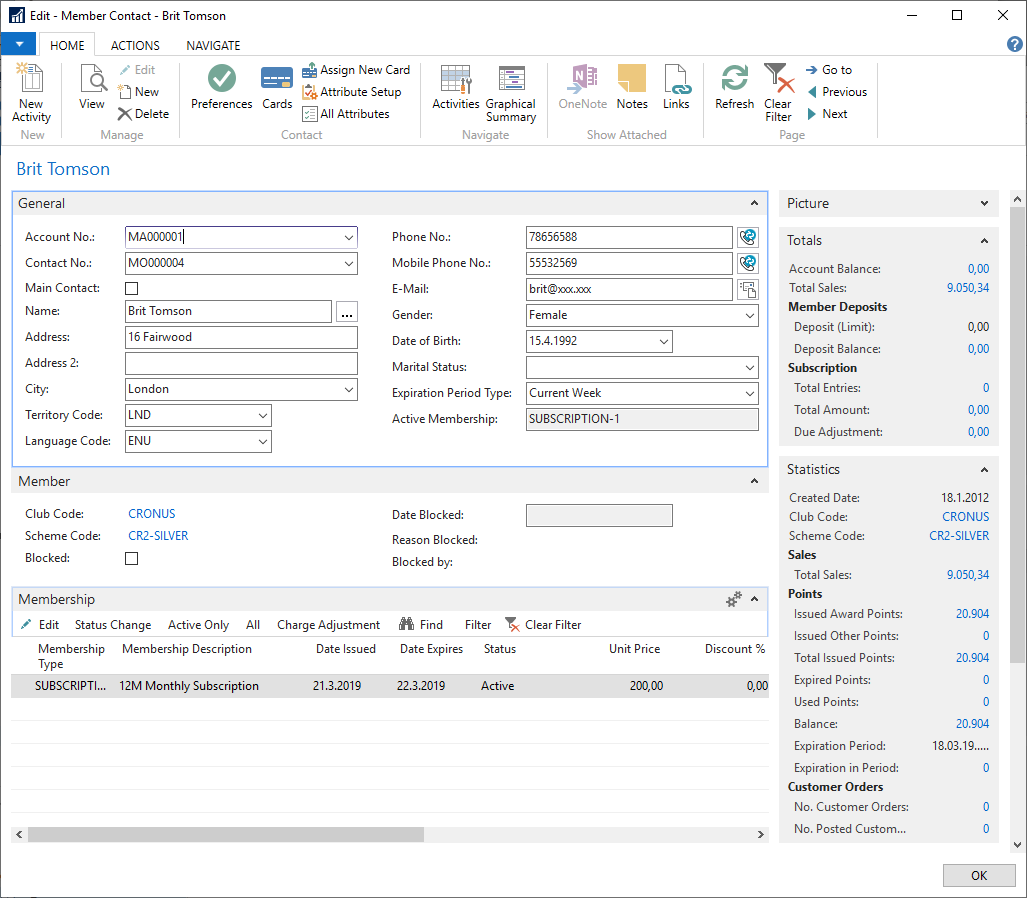 Edit - Member Contact - Brit Tomson
HOME ACTIONS NAVIGATE
New Activity
New
View
Edit
New
Delete
Manage
Preferences
Cards
Assign New Card
Attribute Setup
All Attributes
Contact
Activities
Graphical Summary
Navigate
OneNote
Notes
Links
Show Attached
Refresh
Clear Filter
Go to
Previous
Next
Page
Brit Tomson
General
Account No.: MA000001
Contact No.: MO000004
Main Contact:
Name: Brit Tomson ...
Address: 16 Fairwood
Address 2:
City: London
Territory Code: LND
Language Code: ENU
Phone No.: 78656588
Mobile Phone No.: 55532569
E-Mail: brit@xxx.xxx
Gender: Female
Date of Birth: 15.4.1992
Marital Status:
Expiration Period Type: Current Week
Active Membership: SUBSCRIPTION-1
Member
Club Code: CRONUS
Scheme Code: CR2-SILVER
Blocked:
Date Blocked:
Reason Blocked:
Blocked by:
Membership
Edit Status Change Active Only All Charge Adjustment Find Filter Clear Filter
Membership Type Membership Description Date Issued Date Expires Status Unit Price Discount %
SUBSCRIPTI... 12M Monthly Subscription 21.3.2019 22.3.2019 Active 200,00 0,00
Picture
Totals
Account Balance: 0,00
Total Sales: 9.050,34
Member Deposits
Deposit (Limit): 0,00
Deposit Balance: 0,00
Subscription
Total Entries: 0
Total Amount: 0,00
Due Adjustment: 0,00
Statistics
Created Date: 18.1.2012
Club Code: CRONUS
Scheme Code: CR2-SILVER
Sales
Total Sales: 9.050,34
Points
Issued Award Points: 20.904
Issued Other Points: 0
Total Issued Points: 20.904
Expired Points: 0
Used Points: 0
Balance: 20.904
Expiration Period: 18.03.19.....
Expiration in Period: 0
Customer Orders
No. Customer Orders: 0
No. Posted Custom... 0
OK